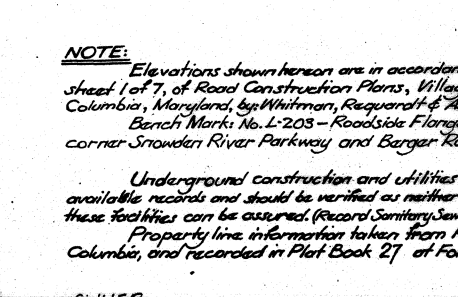 NOTE:
Elevations shown hereon are in accordan
sheet 1 of 7, of Road Construction Plans, Villag
Columbia, Maryland, by: Whitman, Requardt & A
Bench Mark: No. L-203 - Roadside Flang
corner Snowden River Parkway and Berger Ro
Underground construction and utilities
available records and should be verified as neither
these facilities can be assured. (Record Sanitary Sew
Property line information taken from
Columbia, and recorded in Plat Book 27 at Fo